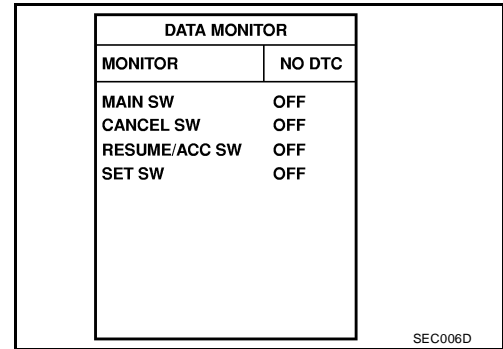 DATA MONITOR
MONITOR NO DTC
MAIN SW OFF
CANCEL SW OFF
RESUME/ACC SW OFF
SET SW OFF
SEC006D